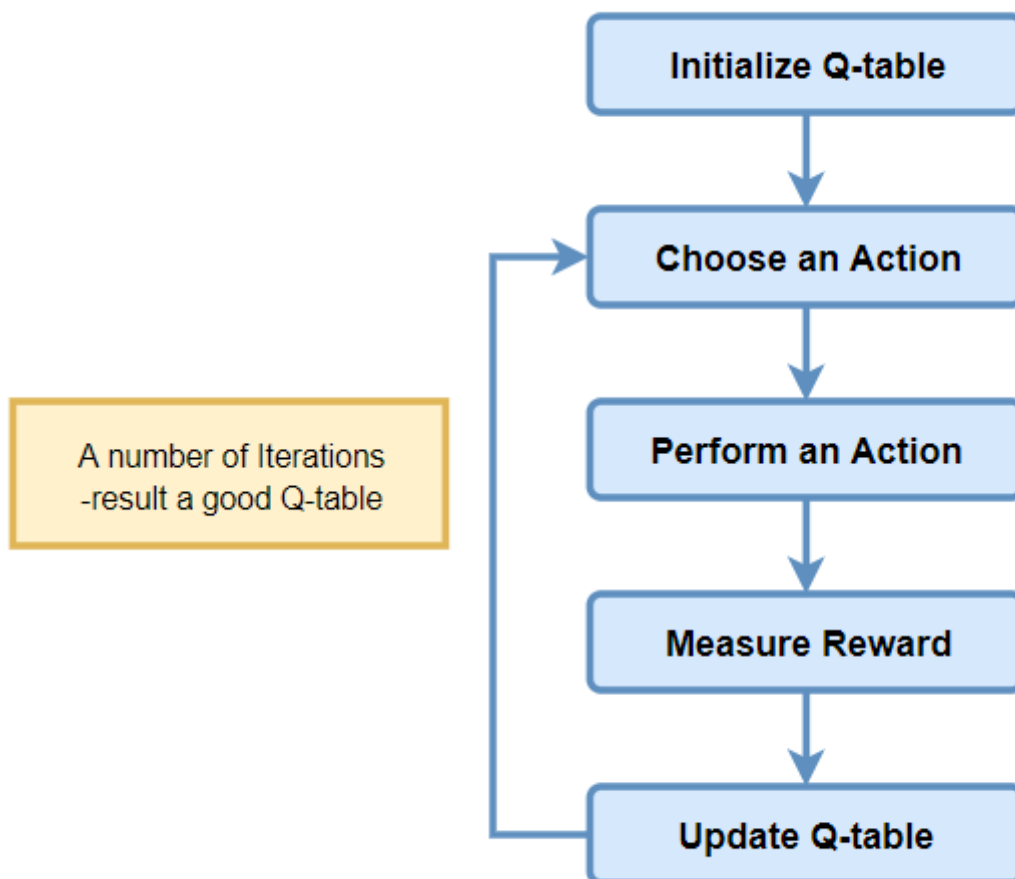 Initialize Q-table
Choose an Action
A number of Iterations
-result a good Q-table
Perform an Action
Measure Reward
Update Q-table